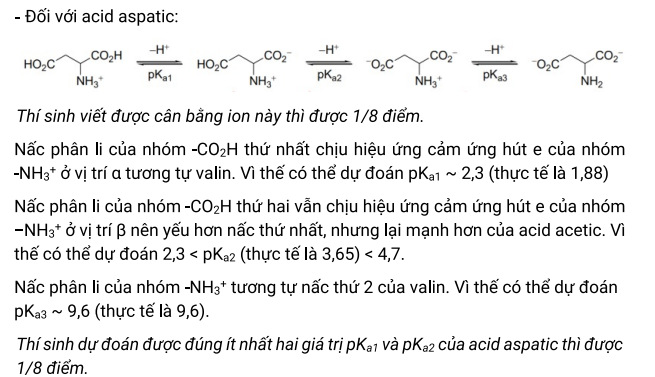 - Đối với acid aspatic:
HO₂C CO₂H NH₃⁺ −H⁺ pKₐ₁ HO₂C CO₂⁻ NH₃⁺ −H⁺ pKₐ₂ ⁻O₂C CO₂⁻ NH₃⁺ −H⁺ pKₐ₃ ⁻O₂C CO₂⁻ NH₂
Thí sinh viết được cân bằng ion này thì được 1/8 điểm.
Nấc phân li của nhóm -CO₂H thứ nhất chịu hiệu ứng cảm ứng hút e của nhóm
-NH₃⁺ ở vị trí α tương tự valin. Vì thế có thể dự đoán pKₐ₁ ~ 2,3 (thực tế là 1,88)
Nấc phân li của nhóm -CO₂H thứ hai vẫn chịu hiệu ứng cảm ứng hút e của nhóm
−NH₃⁺ ở vị trí β nên yếu hơn nấc thứ nhất, nhưng lại mạnh hơn của acid acetic. Vì
thế có thể dự đoán 2,3 < pKₐ₂ (thực tế là 3,65) < 4,7.
Nấc phân li của nhóm -NH₃⁺ tương tự nấc thứ 2 của valin. Vì thế có thể dự đoán
pKₐ₃ ~ 9,6 (thực tế là 9,6).
Thí sinh dự đoán được đúng ít nhất hai giá trị pKₐ₁ và pKₐ₂ của acid aspatic thì được
1/8 điểm.